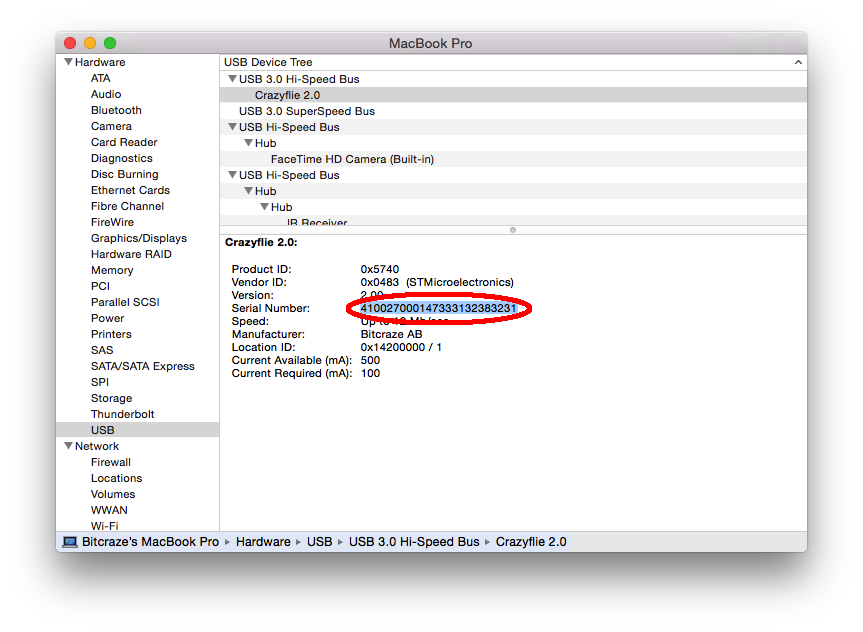 MacBook Pro
Hardware
ATA
Audio
Bluetooth
Camera
Card Reader
Diagnostics
Disc Burning
Ethernet Cards
Fibre Channel
FireWire
Graphics/Displays
Hardware RAID
Memory
PCI
Parallel SCSI
Power
Printers
SAS
SATA/SATA Express
SPI
Storage
Thunderbolt
USB
Network
Firewall
Locations
Volumes
WWAN
Wi-Fi
USB Device Tree
USB 3.0 Hi-Speed Bus
Crazyflie 2.0
USB 3.0 SuperSpeed Bus
USB Hi-Speed Bus
Hub
FaceTime HD Camera (Built-in)
USB Hi-Speed Bus
Hub
Hub
IR Receiver
Crazyflie 2.0:
Product ID: 0x5740
Vendor ID: 0x0483 (STMicroelectronics)
Version: 2.00
Serial Number: 410027000147333132383231
Speed: Up to 12 Mb/sec
Manufacturer: Bitcraze AB
Location ID: 0x14200000 / 1
Current Available (mA): 500
Current Required (mA): 100
Bitcraze's MacBook Pro ▸ Hardware ▸ USB ▸ USB 3.0 Hi-Speed Bus ▸ Crazyflie 2.0